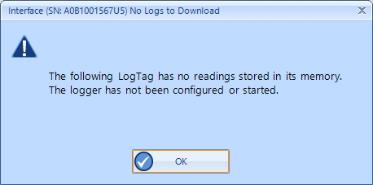 Interface (SN: A0B1001567U5) No Logs to Download
The following LogTag has no readings stored in its memory.
The logger has not been configured or started.
OK